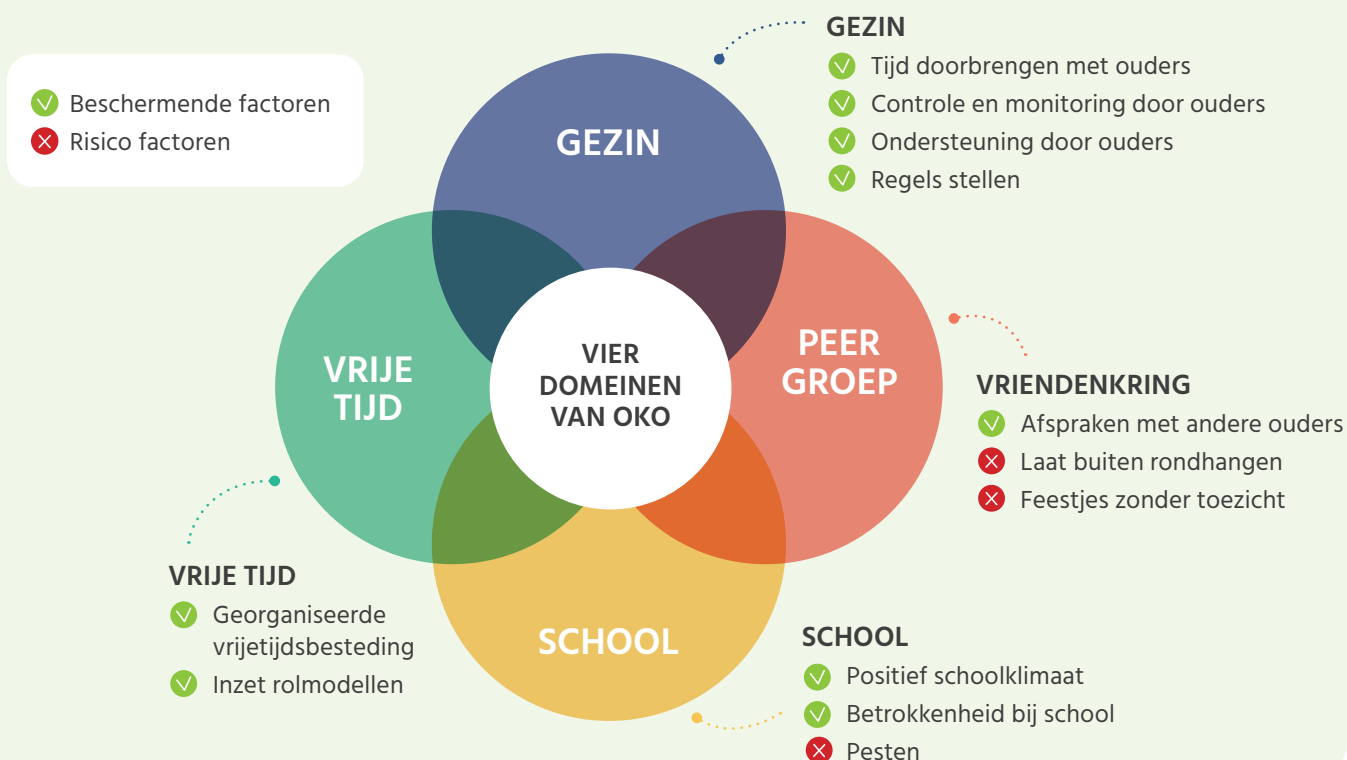 Beschermende factoren
Risico factoren
GEZIN
Tijd doorbrengen met ouders
Controle en monitoring door ouders
Ondersteuning door ouders
Regels stellen
GEZIN
VRIJE
TIJD
VIER
DOMEINEN
VAN OKO
PEER
GROEP
SCHOOL
VRIENDENKRING
Afspraken met andere ouders
Laat buiten rondhangen
Feestjes zonder toezicht
VRIJE TIJD
Georganiseerde
vrijetijdsbesteding
Inzet rolmodellen
SCHOOL
Positief schoolklimaat
Betrokkenheid bij school
Pesten